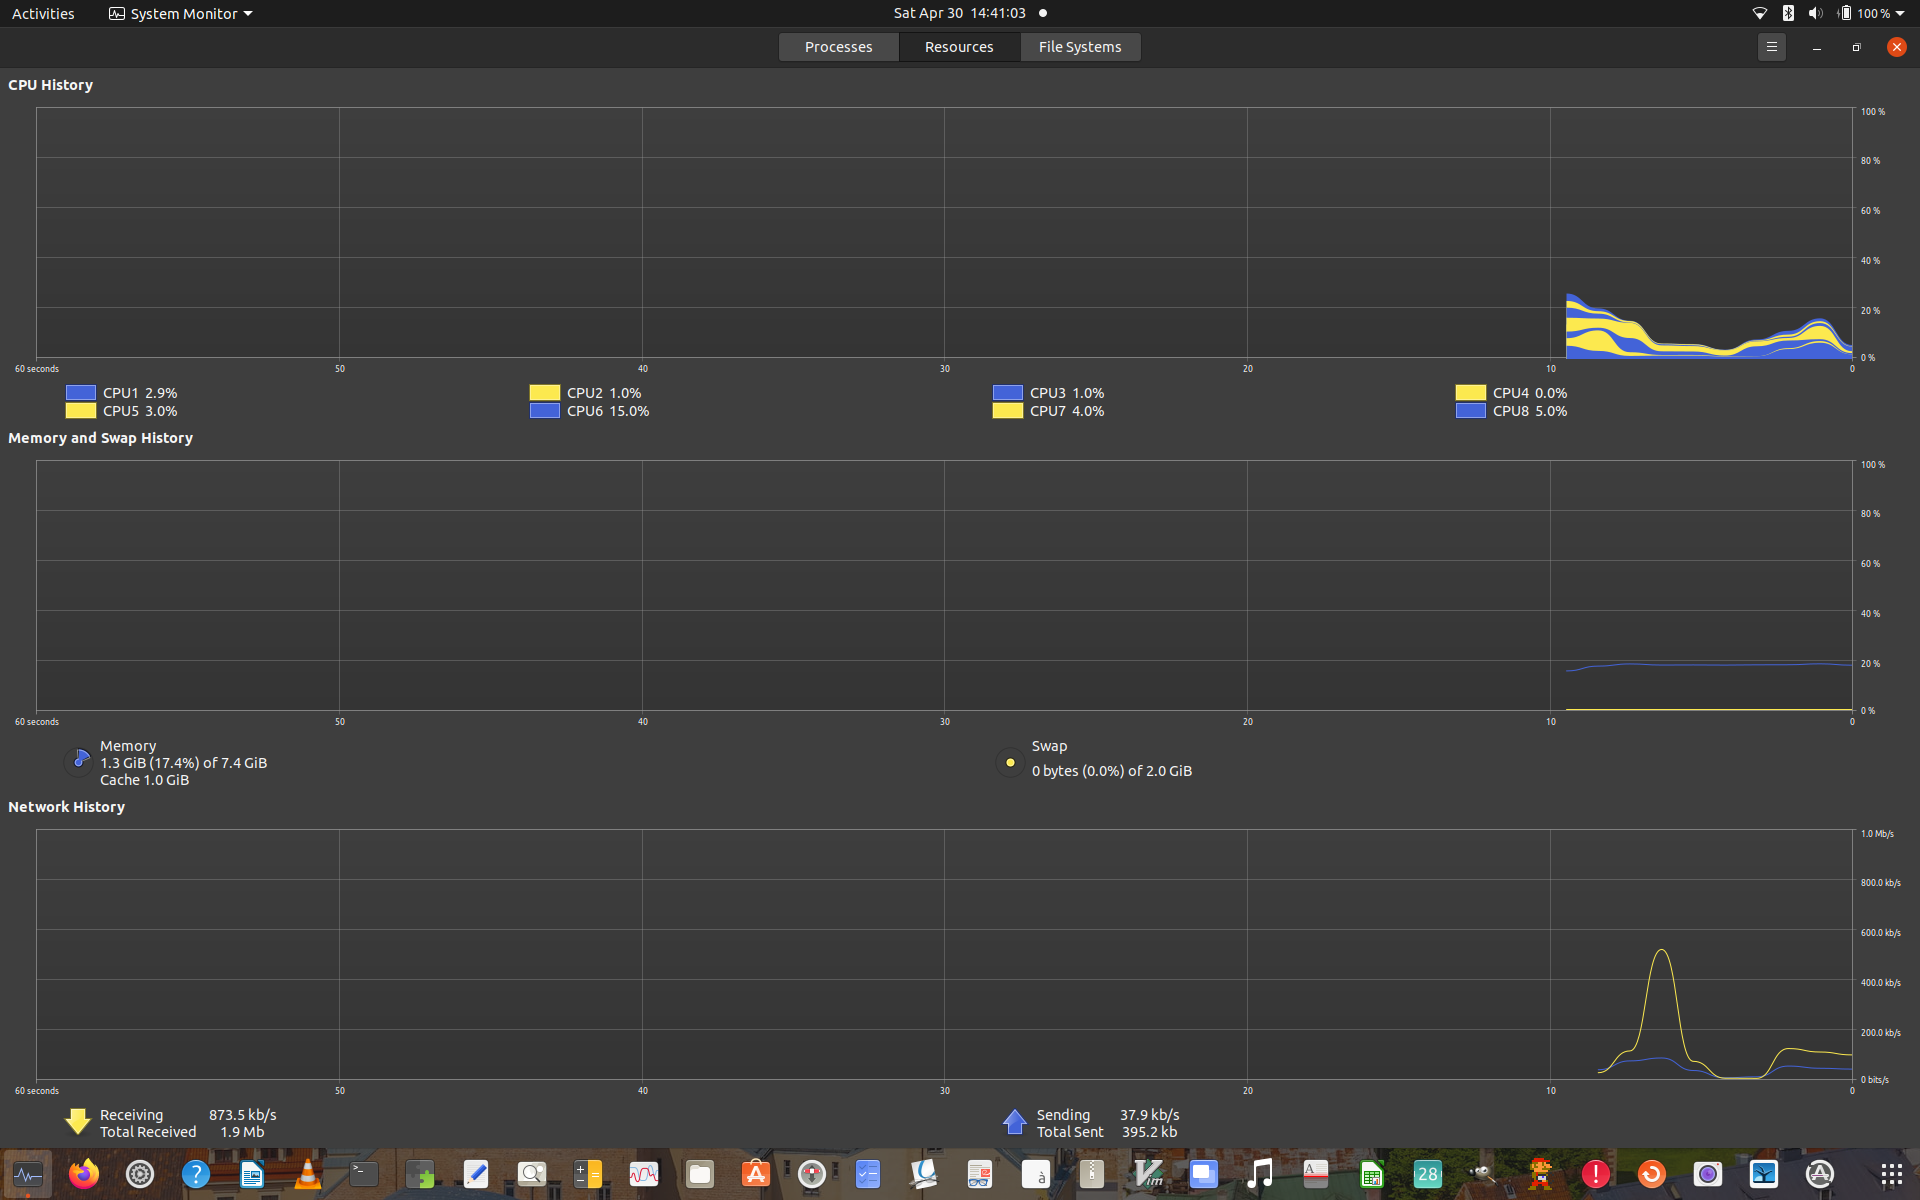 Activities System Monitor Sat Apr 30 14:41:03 100 %
Processes Resources File Systems
CPU History
100 %
80 %
60 %
40 %
20 %
0 %
60 seconds 50 40 30 20 10 0
CPU1 2.9% CPU2 1.0% CPU3 1.0% CPU4 0.0%
CPU5 3.0% CPU6 15.0% CPU7 4.0% CPU8 5.0%
Memory and Swap History
100 %
80 %
60 %
40 %
20 %
0 %
60 seconds 50 40 30 20 10 0
Memory
1.3 GiB (17.4%) of 7.4 GiB
Cache 1.0 GiB
Swap
0 bytes (0.0%) of 2.0 GiB
Network History
1.0 Mb/s
800.0 kb/s
600.0 kb/s
400.0 kb/s
200.0 kb/s
0 bits/s
60 seconds 50 40 30 20 10 0
Receiving 873.5 kb/s
Total Received 1.9 Mb
Sending 37.9 kb/s
Total Sent 395.2 kb
? >_ à Vim A 28 !